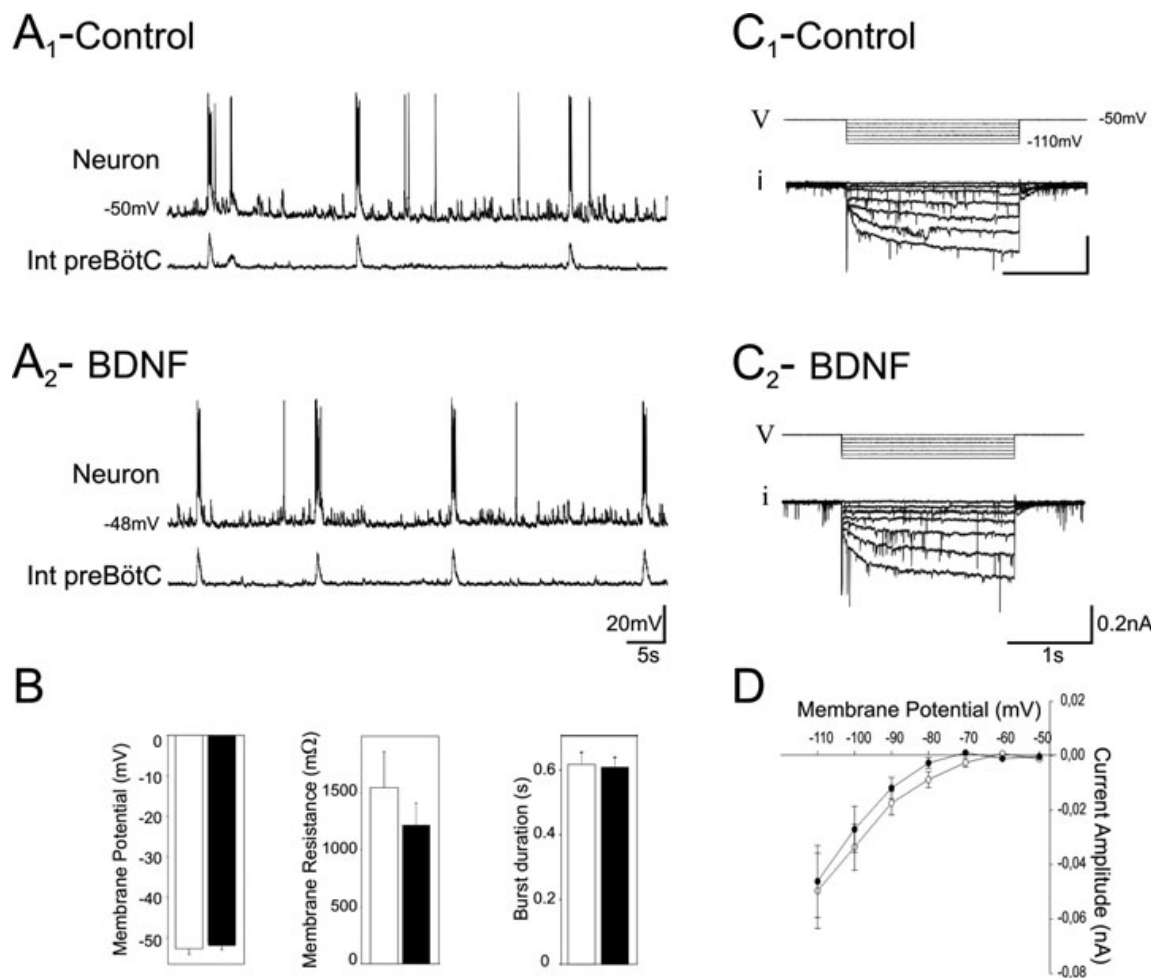 A1-Control
Neuron
-50mV
Int preBötC
A2- BDNF
Neuron
-48mV
Int preBötC
20mV
5s
C1-Control
V
-50mV
-110mV
i
C2- BDNF
V
i
0.2nA
1s
B
Membrane Potential (mV)
0
-10
-20
-30
-40
-50
Membrane Resistance (mΩ)
1500
1000
500
0
Burst duration (s)
0.6
0.4
0.2
0
D
Membrane Potential (mV)
-110 -100 -90 -80 -70 -60 -50
0,02
0,00
-0,02
-0,04
-0,06
-0,08
Current Amplitude (nA)